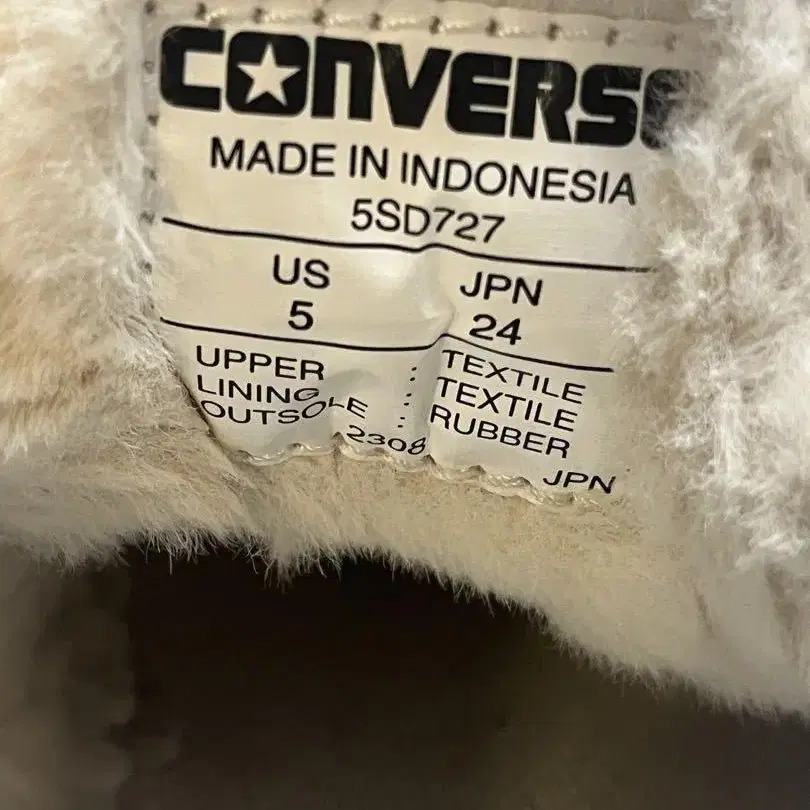 CONVERSE
MADE IN INDONESIA
5SD727
US JPN
5 24
UPPER : TEXTILE
LINING : TEXTILE
OUTSOLE : RUBBER
2308
JPN